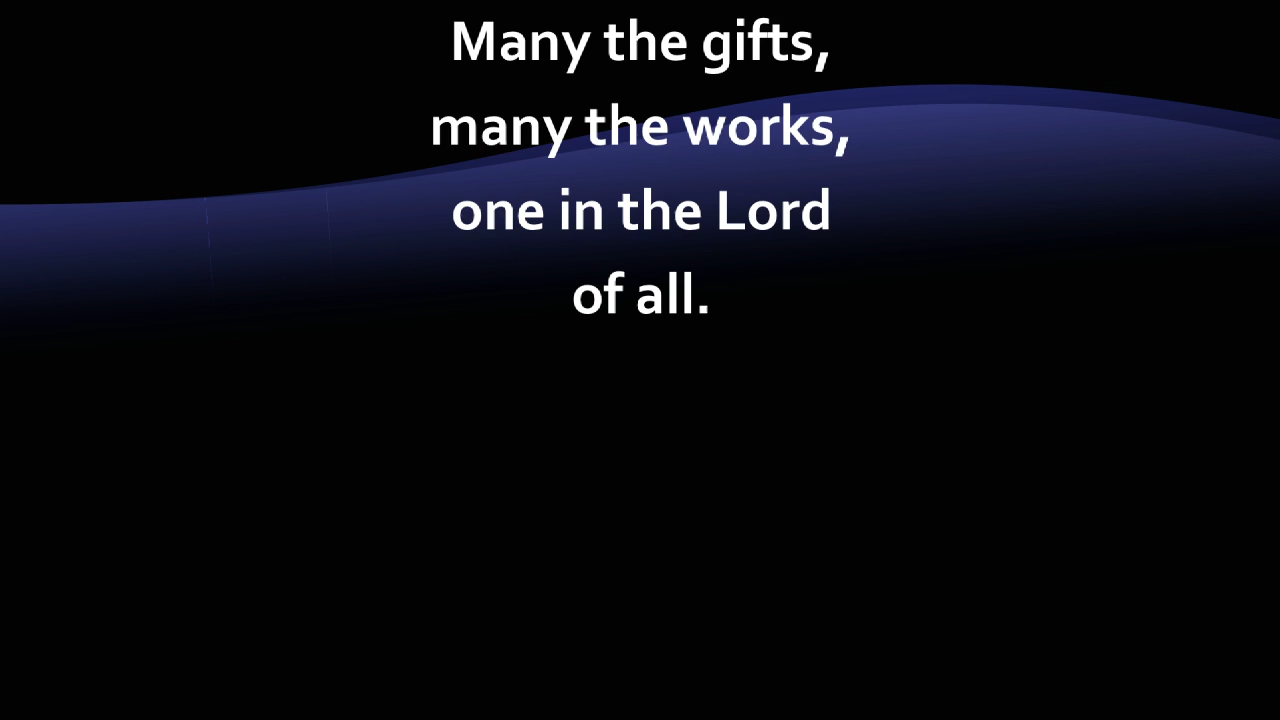 Many the gifts,
many the works,
one in the Lord
of all.